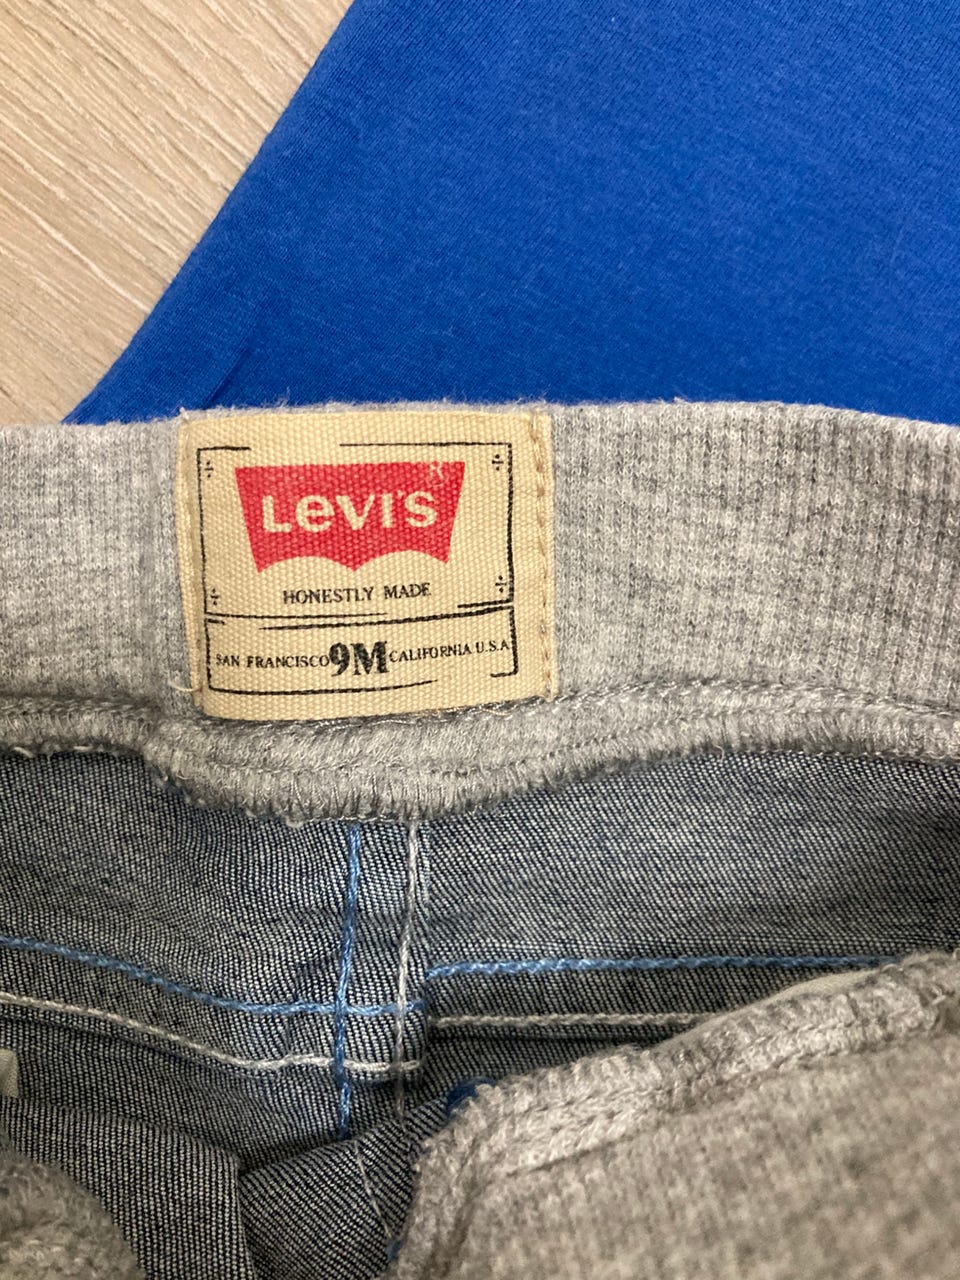 LEVI'S®
HONESTLY MADE
SAN FRANCISCO 9M CALIFORNIA U.S.A